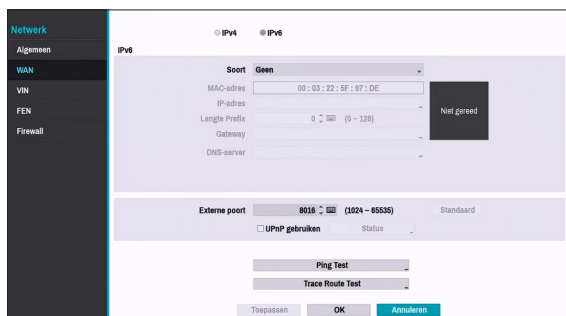 Netwerk
Algemeen
WAN
VIN
FEN
Firewall
IPv4 IPv6
IPv6
Soort Geen
MAC-adres 00 : 03 : 22 : 5F : 97 : DE
IP-adres
Lengte Prefix 0 (0 ~ 128)
Gateway
DNS-server
Niet gereed
Externe poort 8016 (1024 ~ 65535) Standaard
UPnP gebruiken Status
Ping Test
Trace Route Test
Toepassen OK Annuleren